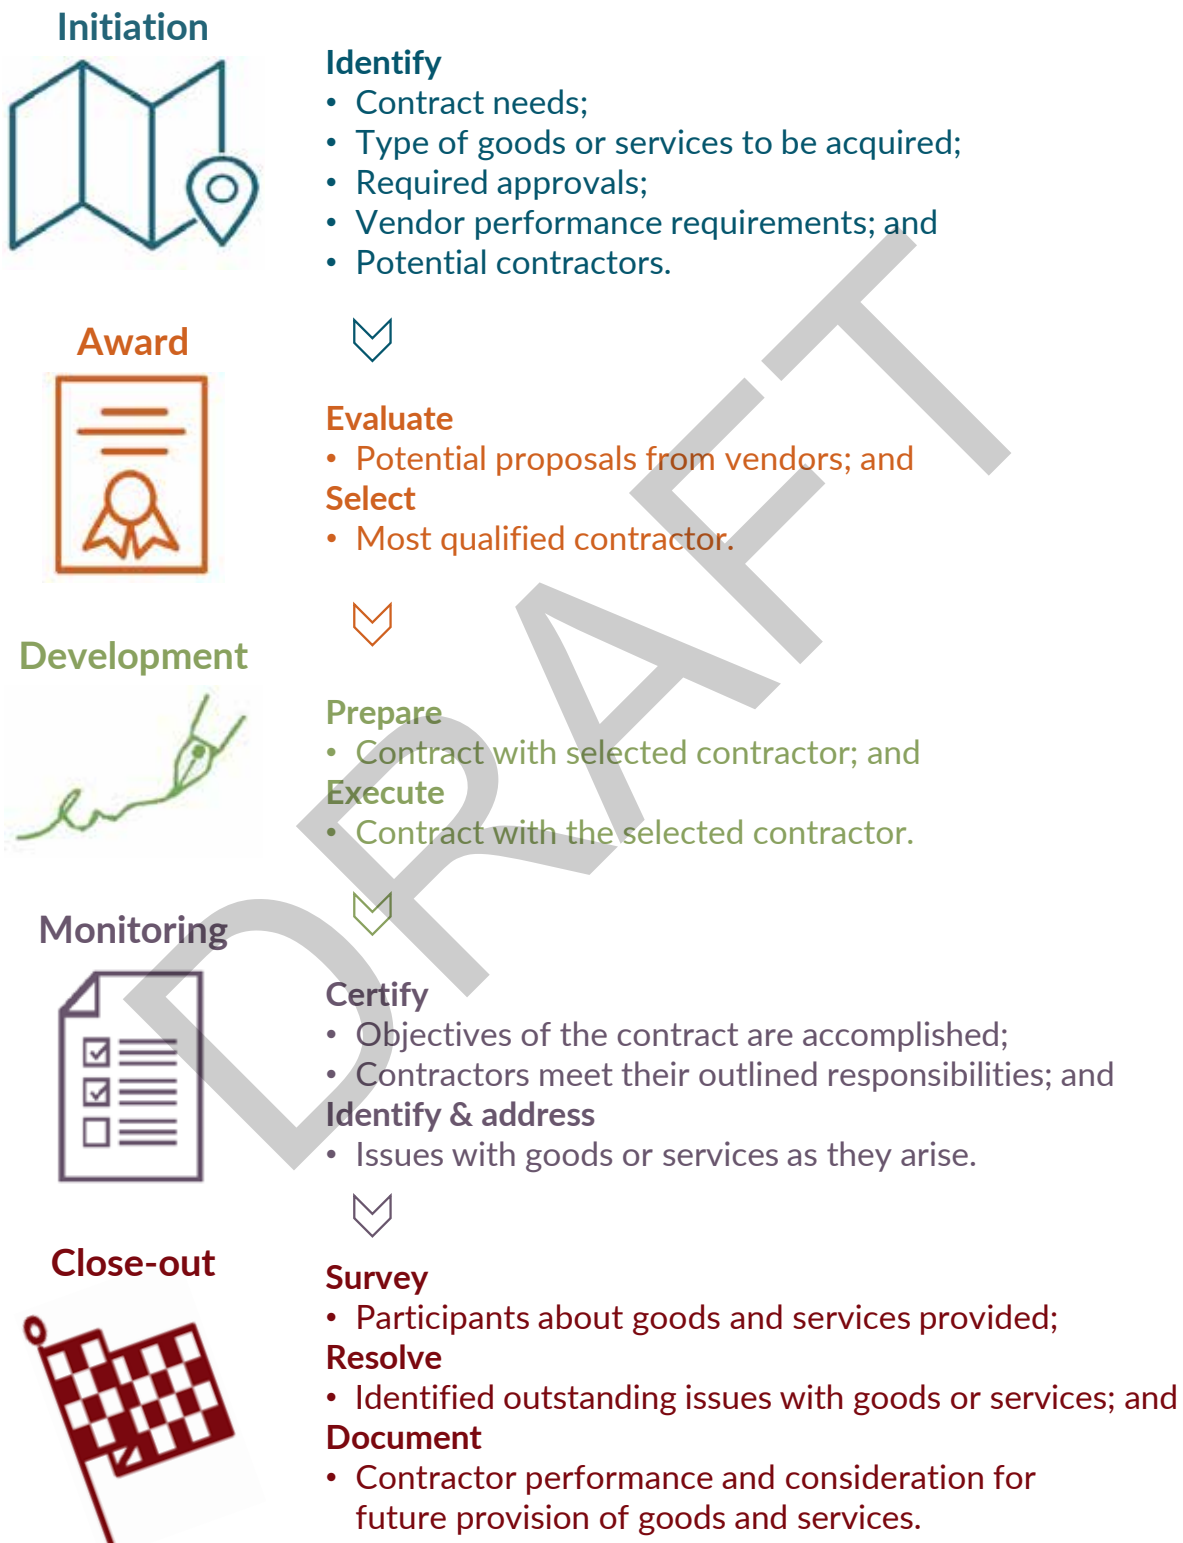 Initiation
Identify
• Contract needs;
• Type of goods or services to be acquired;
• Required approvals;
• Vendor performance requirements; and
• Potential contractors.
Award
Evaluate
• Potential proposals from vendors; and
Select
• Most qualified contractor.
Development
Prepare
• Contract with selected contractor; and
Execute
• Contract with the selected contractor.
Monitoring
Certify
• Objectives of the contract are accomplished;
• Contractors meet their outlined responsibilities; and
Identify & address
• Issues with goods or services as they arise.
Close-out
Survey
• Participants about goods and services provided;
Resolve
• Identified outstanding issues with goods or services; and
Document
• Contractor performance and consideration for
future provision of goods and services.
DRAFT